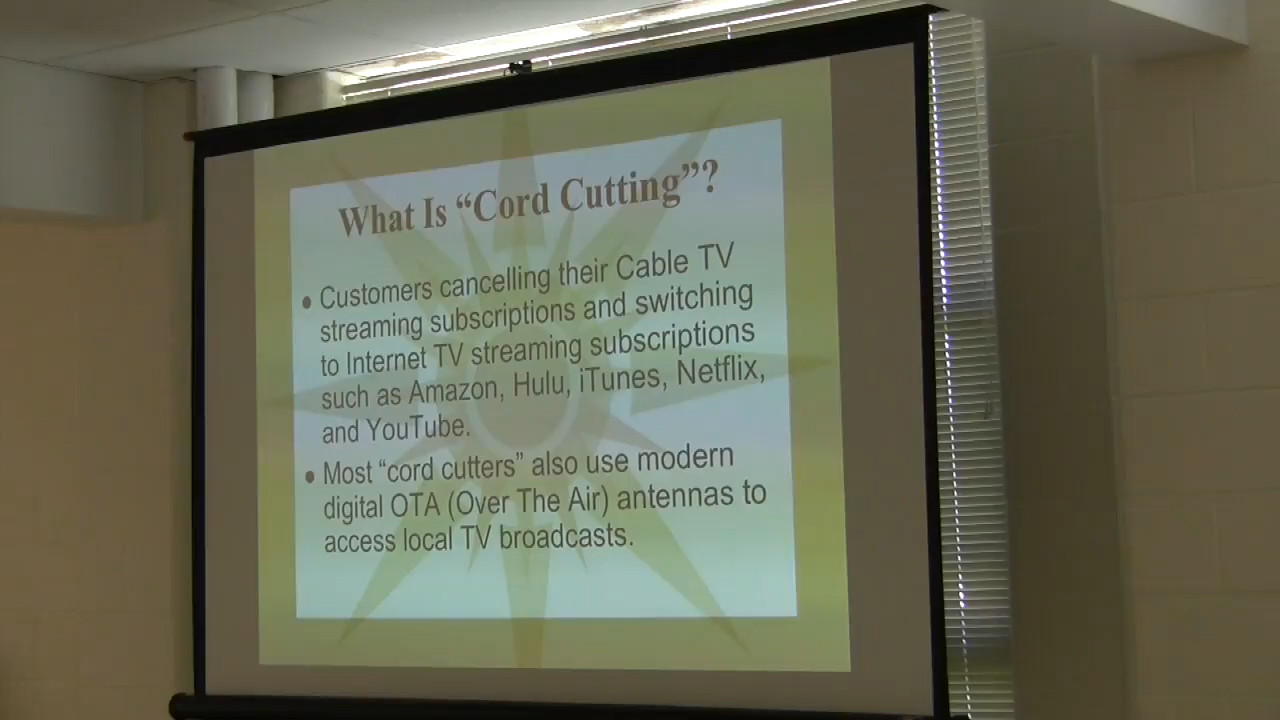 What Is “Cord Cutting”?
• Customers cancelling their Cable TV
streaming subscriptions and switching
to Internet TV streaming subscriptions
such as Amazon, Hulu, iTunes, Netflix,
and YouTube.
• Most “cord cutters” also use modern
digital OTA (Over The Air) antennas to
access local TV broadcasts.